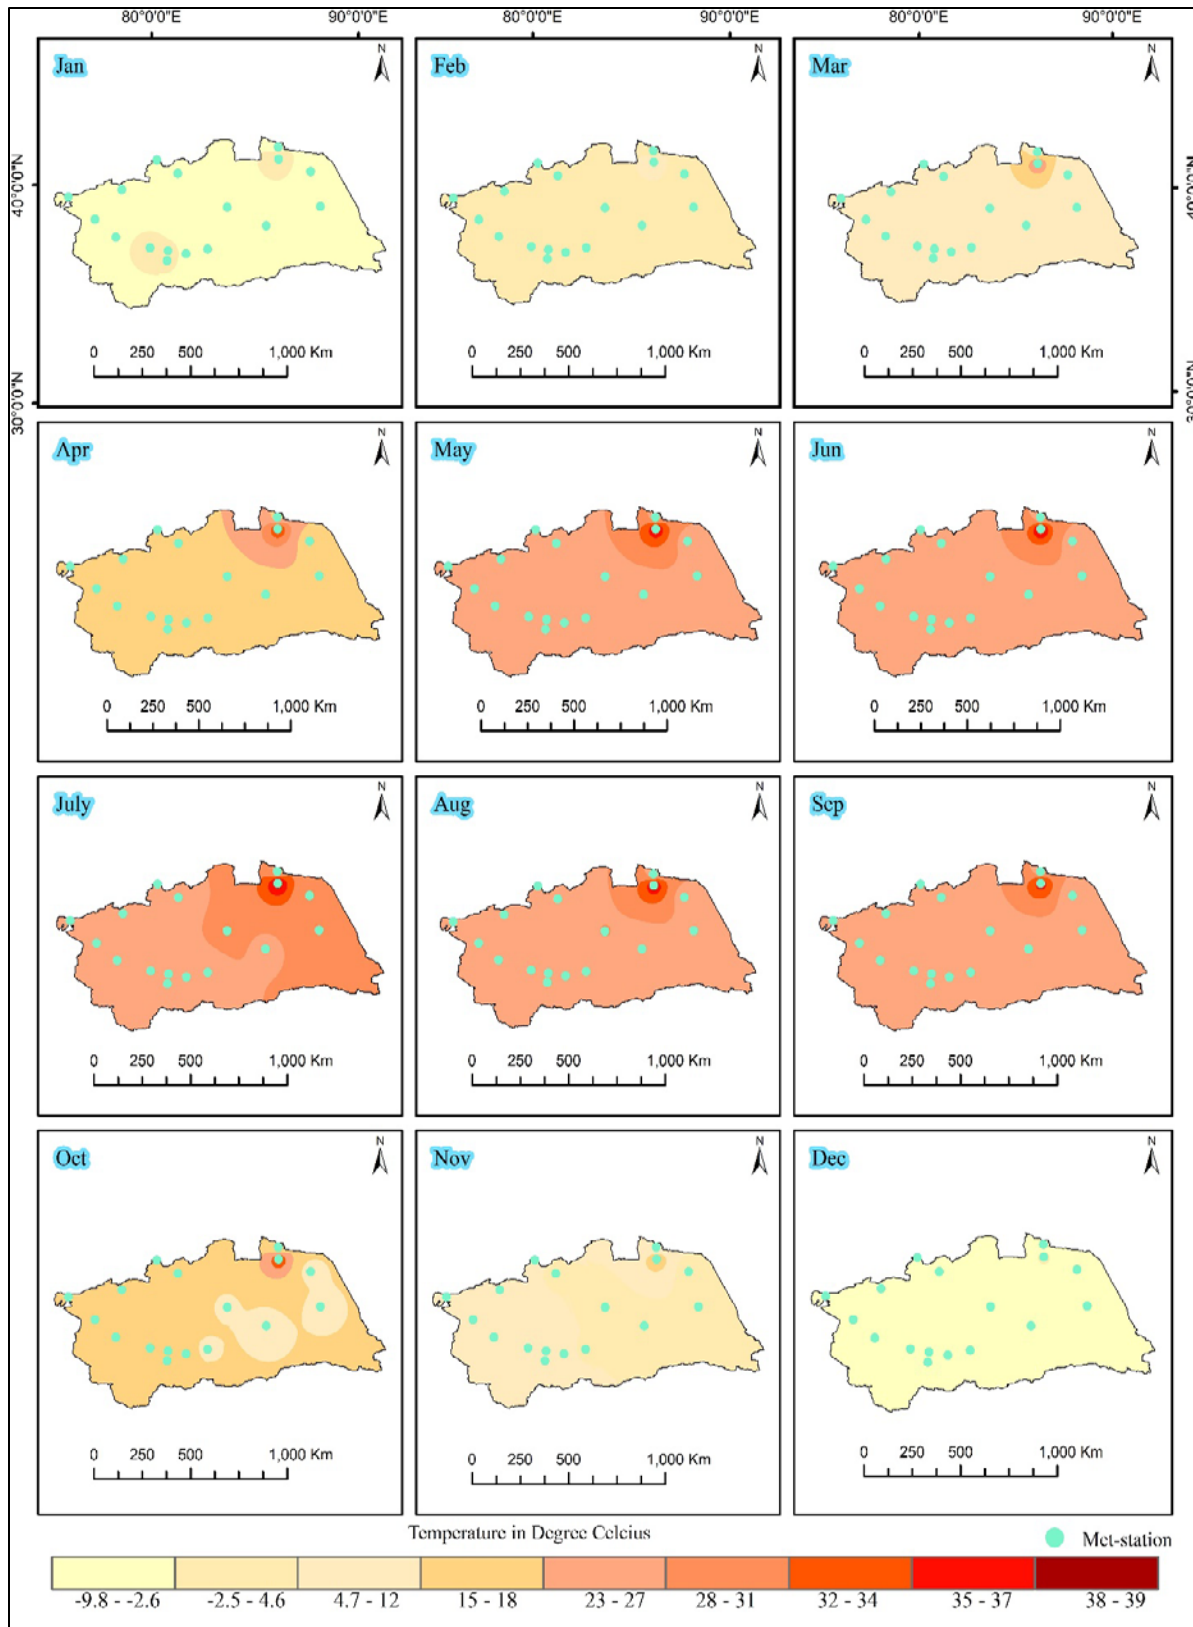 80°0'0"E 90°0'0"E 80°0'0"E 90°0'0"E 80°0'0"E 90°0'0"E
Jan N Feb N Mar N
40°0'0"N 40°0'0"N
0 250 500 1,000 Km 0 250 500 1,000 Km 0 250 500 1,000 Km
30°0'0"N 30°0'0"N
Apr N May N Jun N
0 250 500 1,000 Km 0 250 500 1,000 Km 0 250 500 1,000 Km
July N Aug N Sep N
0 250 500 1,000 Km 0 250 500 1,000 Km 0 250 500 1,000 Km
Oct N Nov N Dec N
0 250 500 1,000 Km 0 250 500 1,000 Km 0 250 500 1,000 Km
Temperature in Degree Celcius Met-station
-9.8 - -2.6 -2.5 - 4.6 4.7 - 12 15 - 18 23 - 27 28 - 31 32 - 34 35 - 37 38 - 39